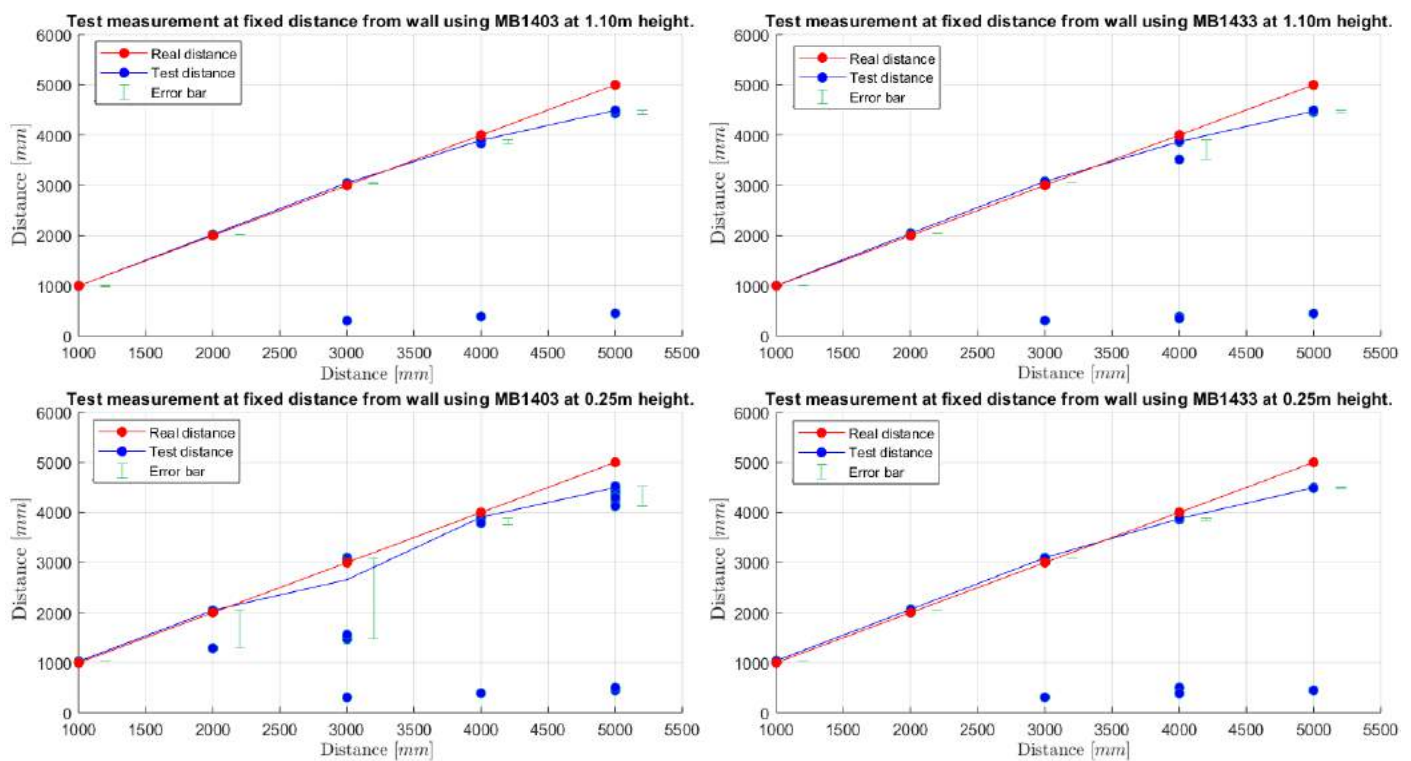 Test measurement at fixed distance from wall using MB1403 at 1.10m height.
6000
5000
4000
3000
2000
1000
0
Distance [mm]
Real distance
Test distance
Error bar
1000 1500 2000 2500 3000 3500 4000 4500 5000 5500
Distance [mm]
Test measurement at fixed distance from wall using MB1433 at 1.10m height.
6000
5000
4000
3000
2000
1000
0
Distance [mm]
Real distance
Test distance
Error bar
1000 1500 2000 2500 3000 3500 4000 4500 5000 5500
Distance [mm]
Test measurement at fixed distance from wall using MB1403 at 0.25m height.
6000
5000
4000
3000
2000
1000
0
Distance [mm]
Real distance
Test distance
Error bar
1000 1500 2000 2500 3000 3500 4000 4500 5000 5500
Distance [mm]
Test measurement at fixed distance from wall using MB1433 at 0.25m height.
6000
5000
4000
3000
2000
1000
0
Distance [mm]
Real distance
Test distance
Error bar
1000 1500 2000 2500 3000 3500 4000 4500 5000 5500
Distance [mm]